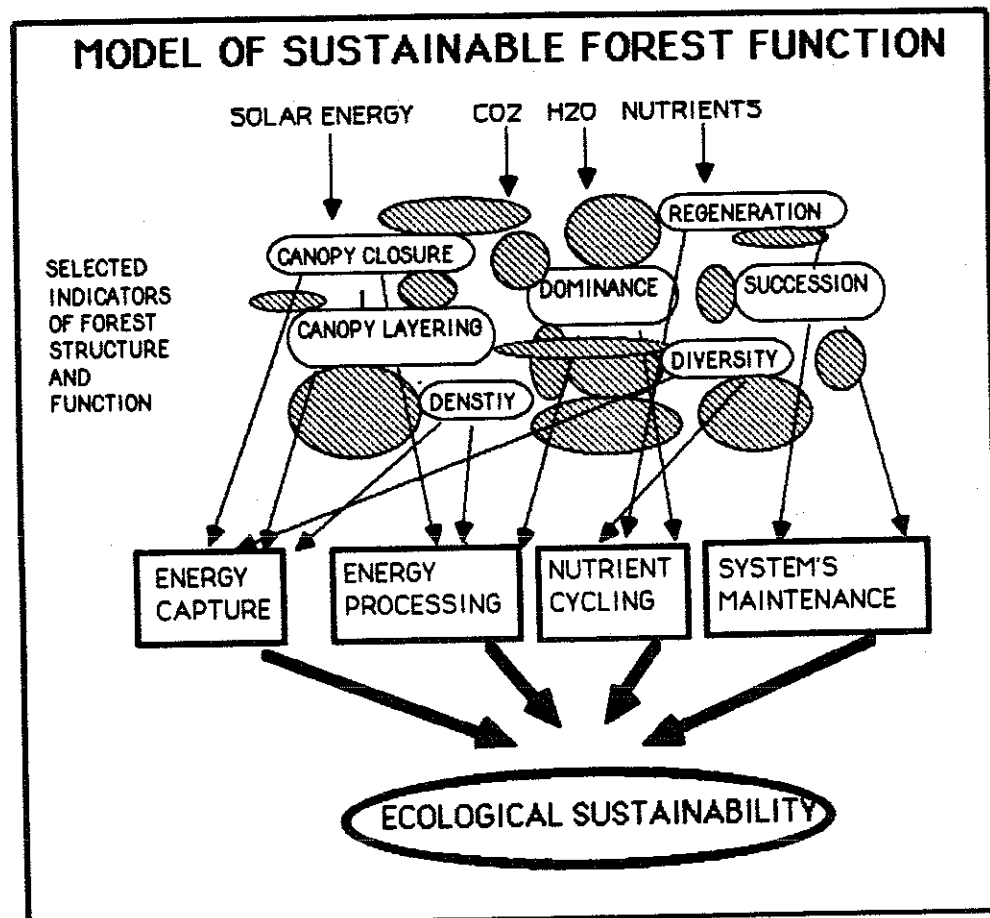 MODEL OF SUSTAINABLE FOREST FUNCTION
SOLAR ENERGY
CO2
H2O
NUTRIENTS
SELECTED
INDICATORS
OF FOREST
STRUCTURE
AND
FUNCTION
REGENERATION
CANOPY CLOSURE
DOMINANCE
SUCCESSION
CANOPY LAYERING
DIVERSITY
DENSTIY
ENERGY
CAPTURE
ENERGY
PROCESSING
NUTRIENT
CYCLING
SYSTEM'S
MAINTENANCE
ECOLOGICAL SUSTAINABILITY